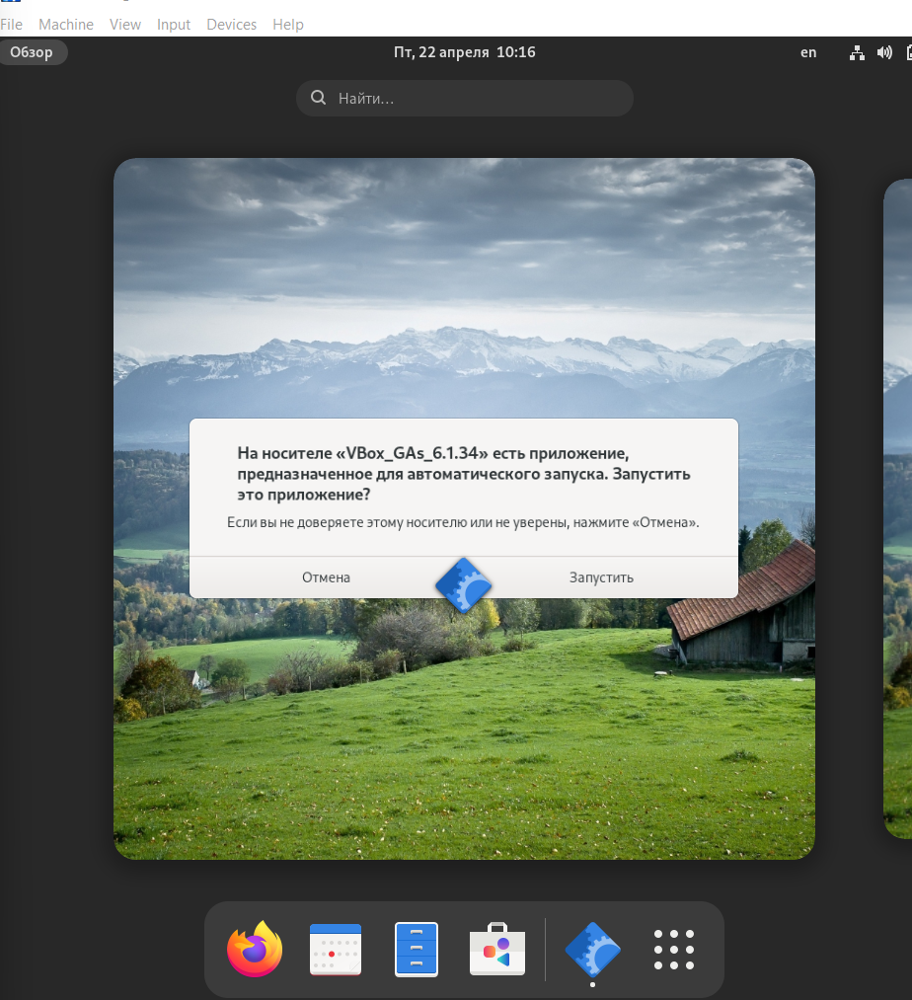 File Machine View Input Devices Help
Обзор
Пт, 22 апреля 10:16
en
Найти…
На носителе «VBox_GAs_6.1.34» есть приложение,
предназначенное для автоматического запуска. Запустить
это приложение?
Если вы не доверяете этому носителю или не уверены, нажмите «Отмена».
Отмена
Запустить